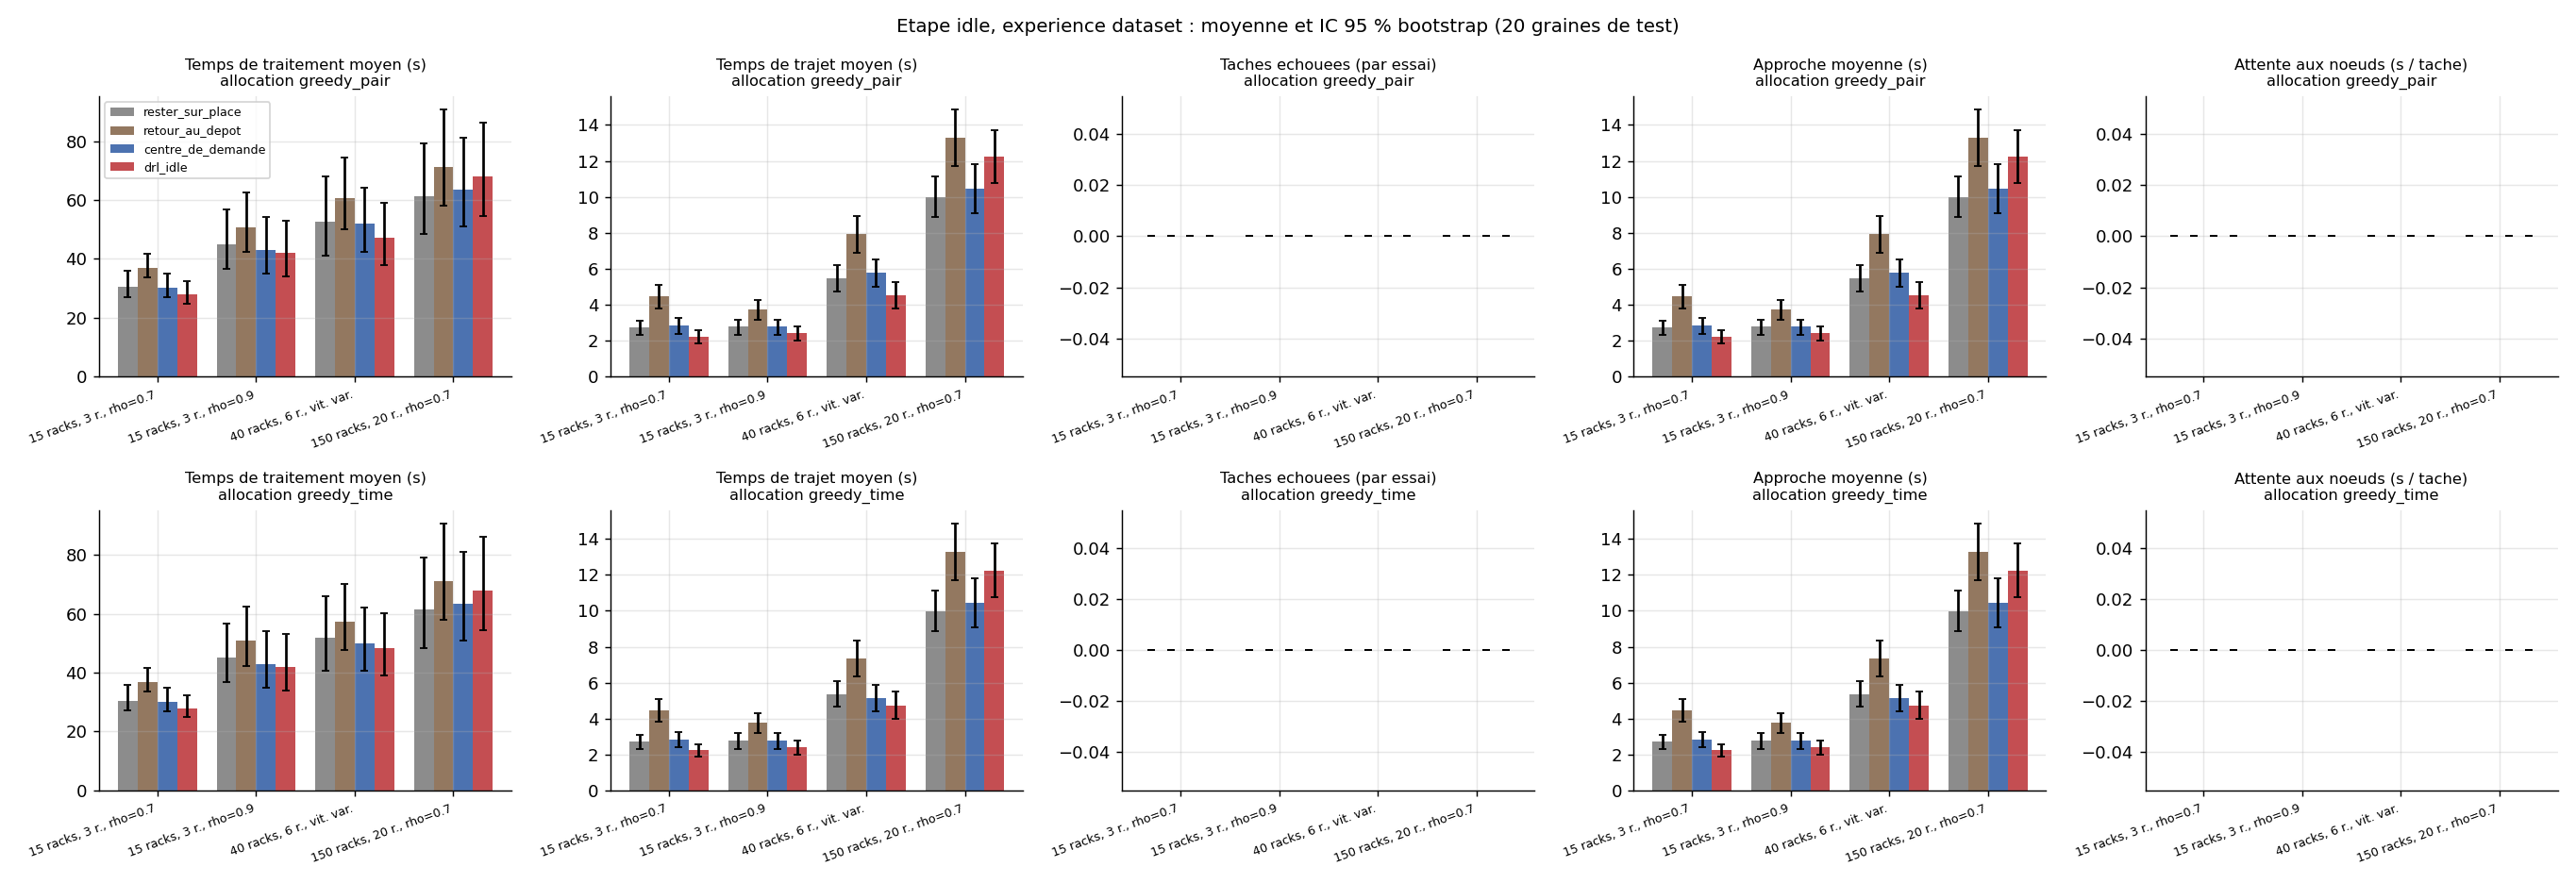 Etape idle, experience dataset : moyenne et IC 95 % bootstrap (20 graines de test)
Temps de traitement moyen (s)
allocation greedy_pair
80
60
40
20
0
rester_sur_place
retour_au_depot
centre_de_demande
drl_idle
15 racks, 3 r., rho=0.7
15 racks, 3 r., rho=0.9
40 racks, 6 r., vit. var.
150 racks, 20 r., rho=0.7
Temps de trajet moyen (s)
allocation greedy_pair
14
12
10
8
6
4
2
0
15 racks, 3 r., rho=0.7
15 racks, 3 r., rho=0.9
40 racks, 6 r., vit. var.
150 racks, 20 r., rho=0.7
Taches echouees (par essai)
allocation greedy_pair
0.04
0.02
0.00
−0.02
−0.04
15 racks, 3 r., rho=0.7
15 racks, 3 r., rho=0.9
40 racks, 6 r., vit. var.
150 racks, 20 r., rho=0.7
Approche moyenne (s)
allocation greedy_pair
14
12
10
8
6
4
2
0
15 racks, 3 r., rho=0.7
15 racks, 3 r., rho=0.9
40 racks, 6 r., vit. var.
150 racks, 20 r., rho=0.7
Attente aux noeuds (s / tache)
allocation greedy_pair
0.04
0.02
0.00
−0.02
−0.04
15 racks, 3 r., rho=0.7
15 racks, 3 r., rho=0.9
40 racks, 6 r., vit. var.
150 racks, 20 r., rho=0.7
Temps de traitement moyen (s)
allocation greedy_time
80
60
40
20
0
15 racks, 3 r., rho=0.7
15 racks, 3 r., rho=0.9
40 racks, 6 r., vit. var.
150 racks, 20 r., rho=0.7
Temps de trajet moyen (s)
allocation greedy_time
14
12
10
8
6
4
2
0
15 racks, 3 r., rho=0.7
15 racks, 3 r., rho=0.9
40 racks, 6 r., vit. var.
150 racks, 20 r., rho=0.7
Taches echouees (par essai)
allocation greedy_time
0.04
0.02
0.00
−0.02
−0.04
15 racks, 3 r., rho=0.7
15 racks, 3 r., rho=0.9
40 racks, 6 r., vit. var.
150 racks, 20 r., rho=0.7
Approche moyenne (s)
allocation greedy_time
14
12
10
8
6
4
2
0
15 racks, 3 r., rho=0.7
15 racks, 3 r., rho=0.9
40 racks, 6 r., vit. var.
150 racks, 20 r., rho=0.7
Attente aux noeuds (s / tache)
allocation greedy_time
0.04
0.02
0.00
−0.02
−0.04
15 racks, 3 r., rho=0.7
15 racks, 3 r., rho=0.9
40 racks, 6 r., vit. var.
150 racks, 20 r., rho=0.7